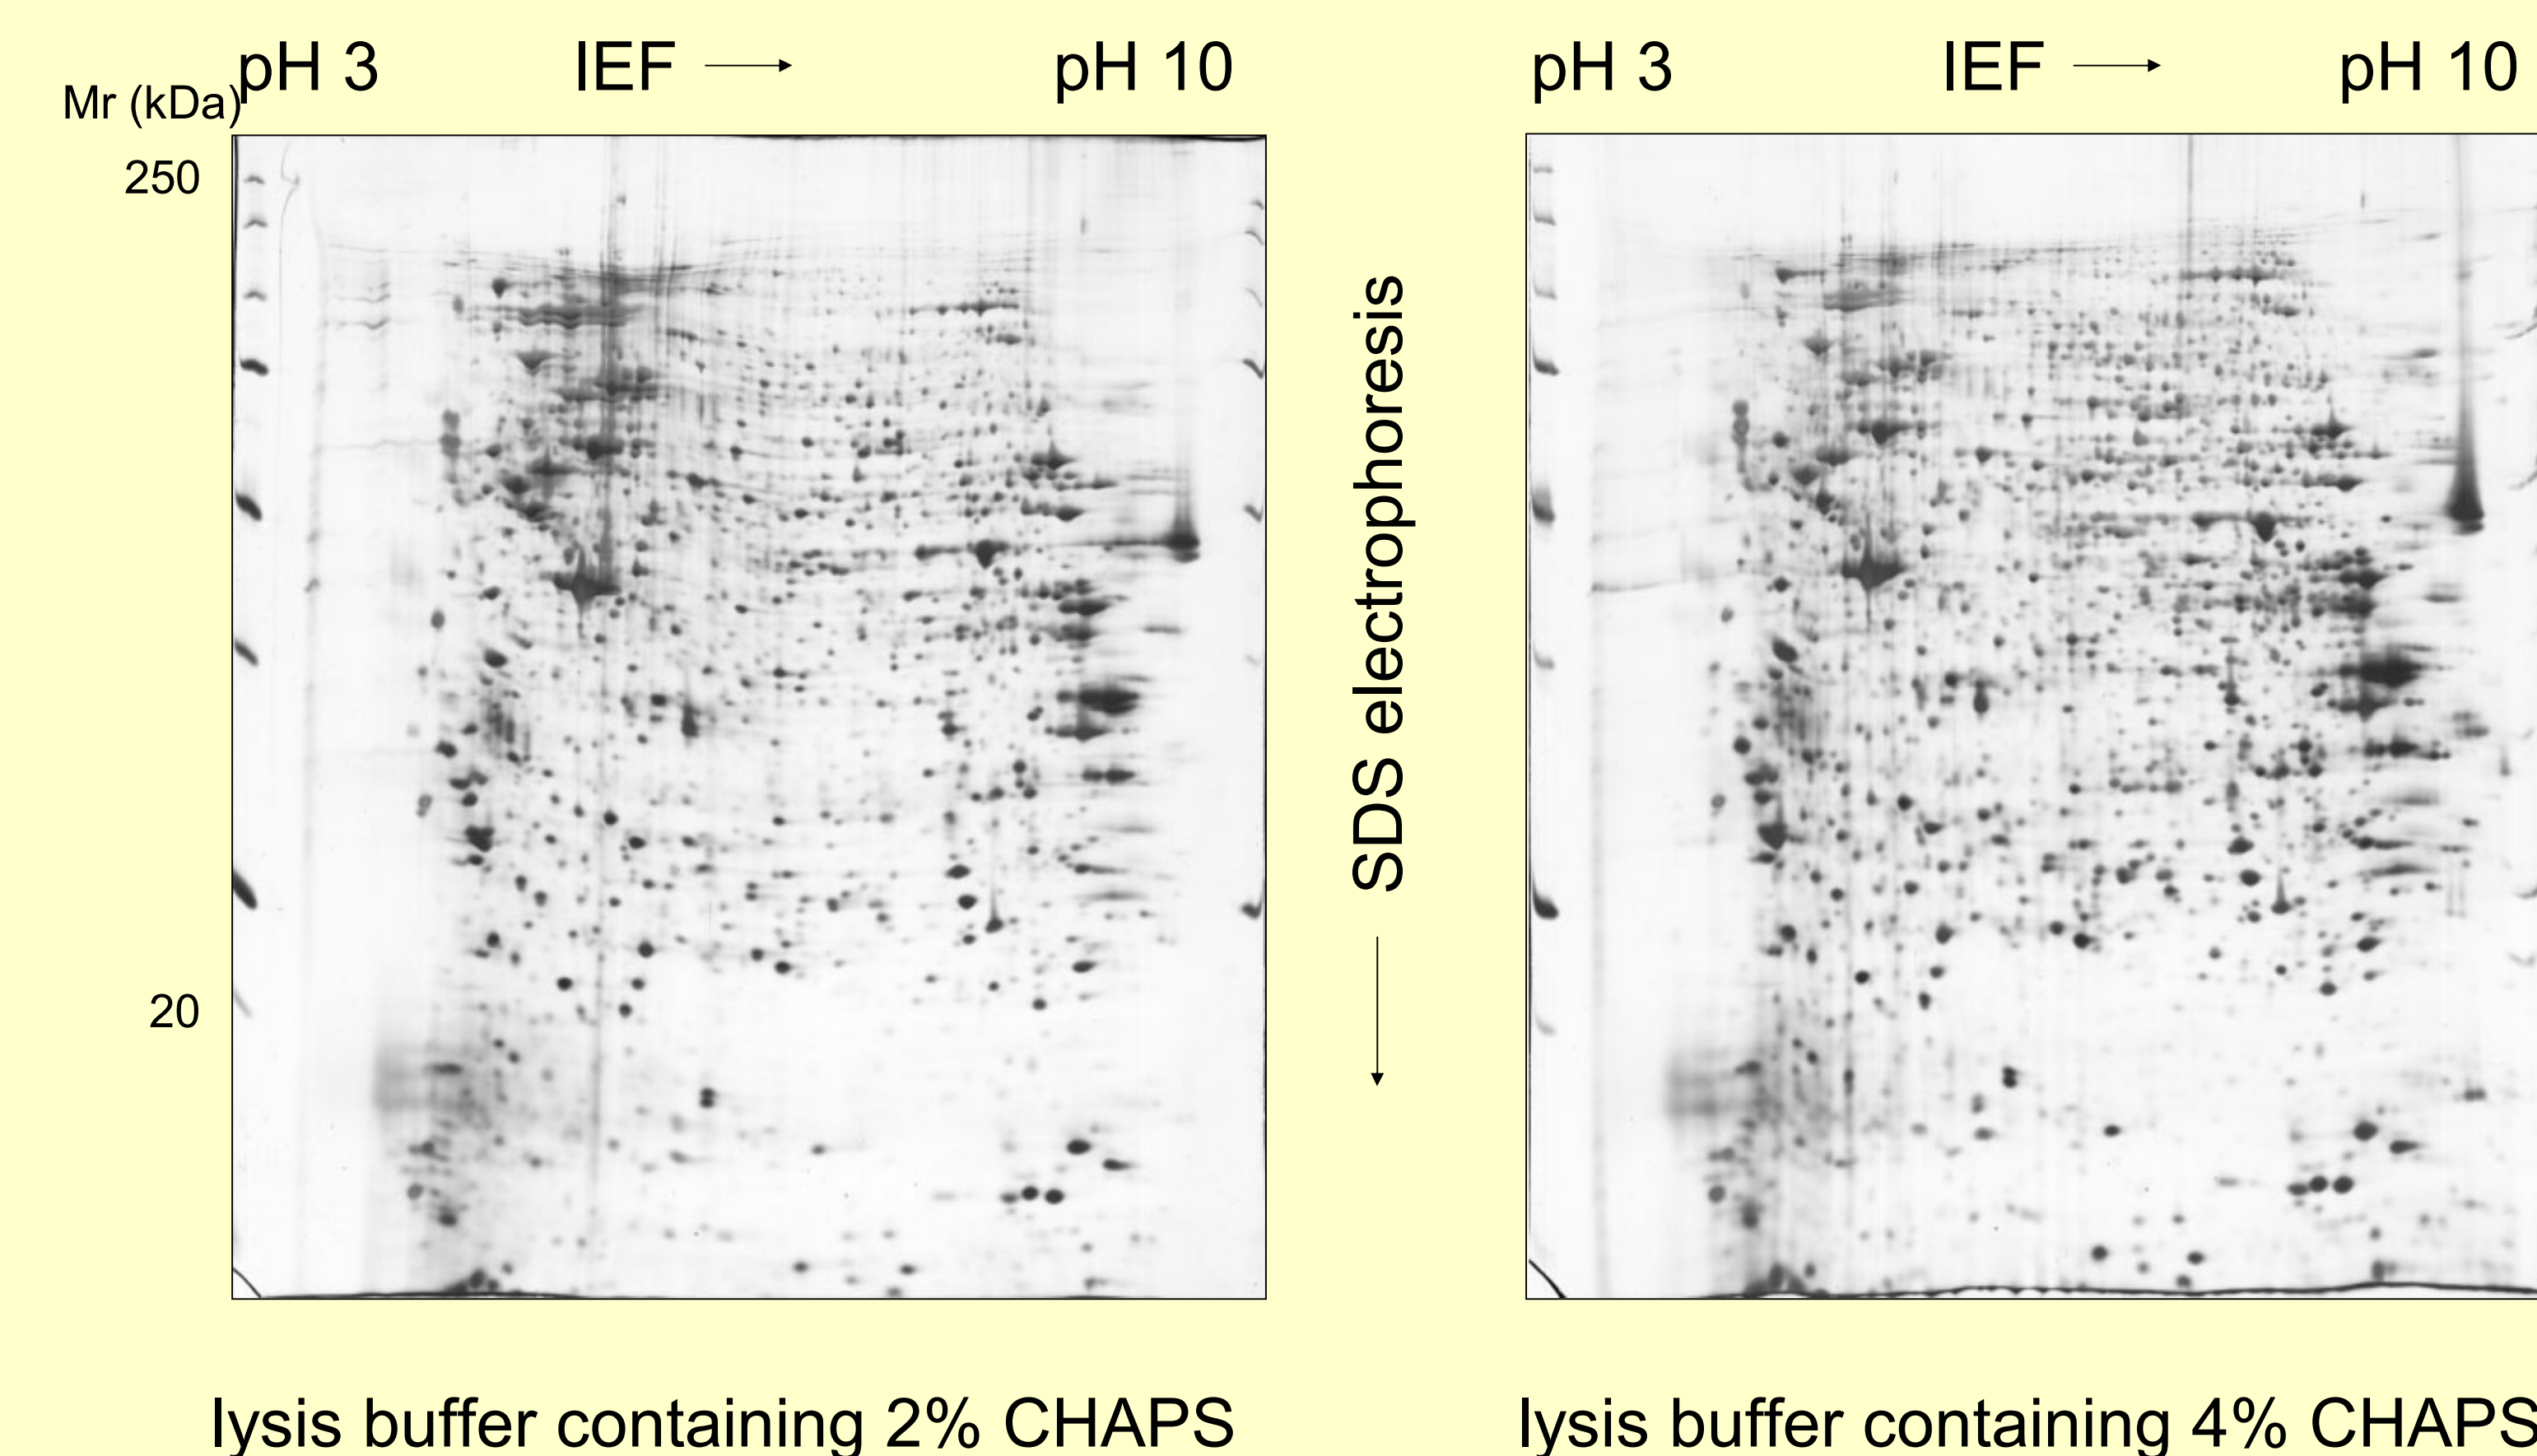 pH 3 IEF pH 10 pH 3 IEF pH 10
Mr (kDa)
250
SDS electrophoresis
20
lysis buffer containing 2% CHAPS
lysis buffer containing 4% CHAPS